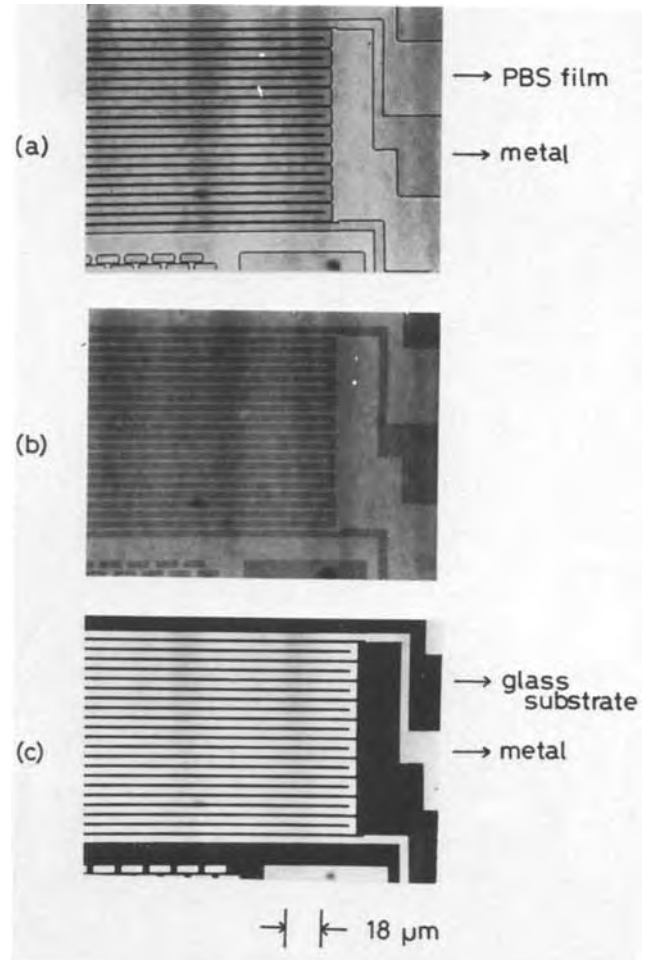 (a)
→ PBS film
→ metal
(b)
(c)
→ glass
substrate
→ metal
→ ← 18 μm